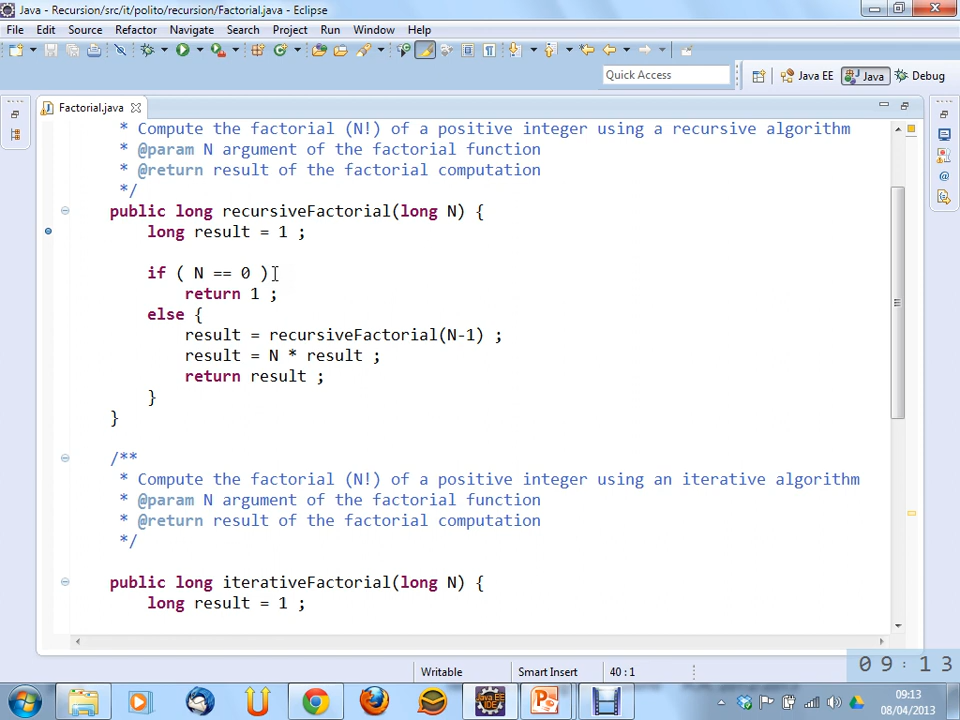 Java - Recursion/src/it/polito/recursion/Factorial.java - Eclipse
File Edit Source Refactor Navigate Search Project Run Window Help
Quick Access Java EE Java Debug
Factorial.java
* Compute the factorial (N!) of a positive integer using a recursive algorithm
* @param N argument of the factorial function
* @return result of the factorial computation
*/
public long recursiveFactorial(long N) {
long result = 1 ;
if ( N == 0 )
return 1 ;
else {
result = recursiveFactorial(N-1) ;
result = N * result ;
return result ;
}
}
/**
* Compute the factorial (N!) of a positive integer using an iterative algorithm
* @param N argument of the factorial function
* @return result of the factorial computation
*/
public long iterativeFactorial(long N) {
long result = 1 ;
Writable Smart Insert 40 : 1
09:13
09:13
08/04/2013